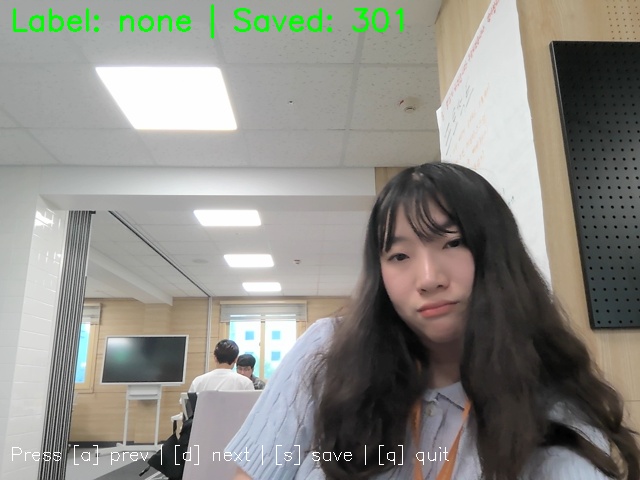 Label: none | Saved: 301
Press [a] prev | [d] next | [s] save | [q] quit